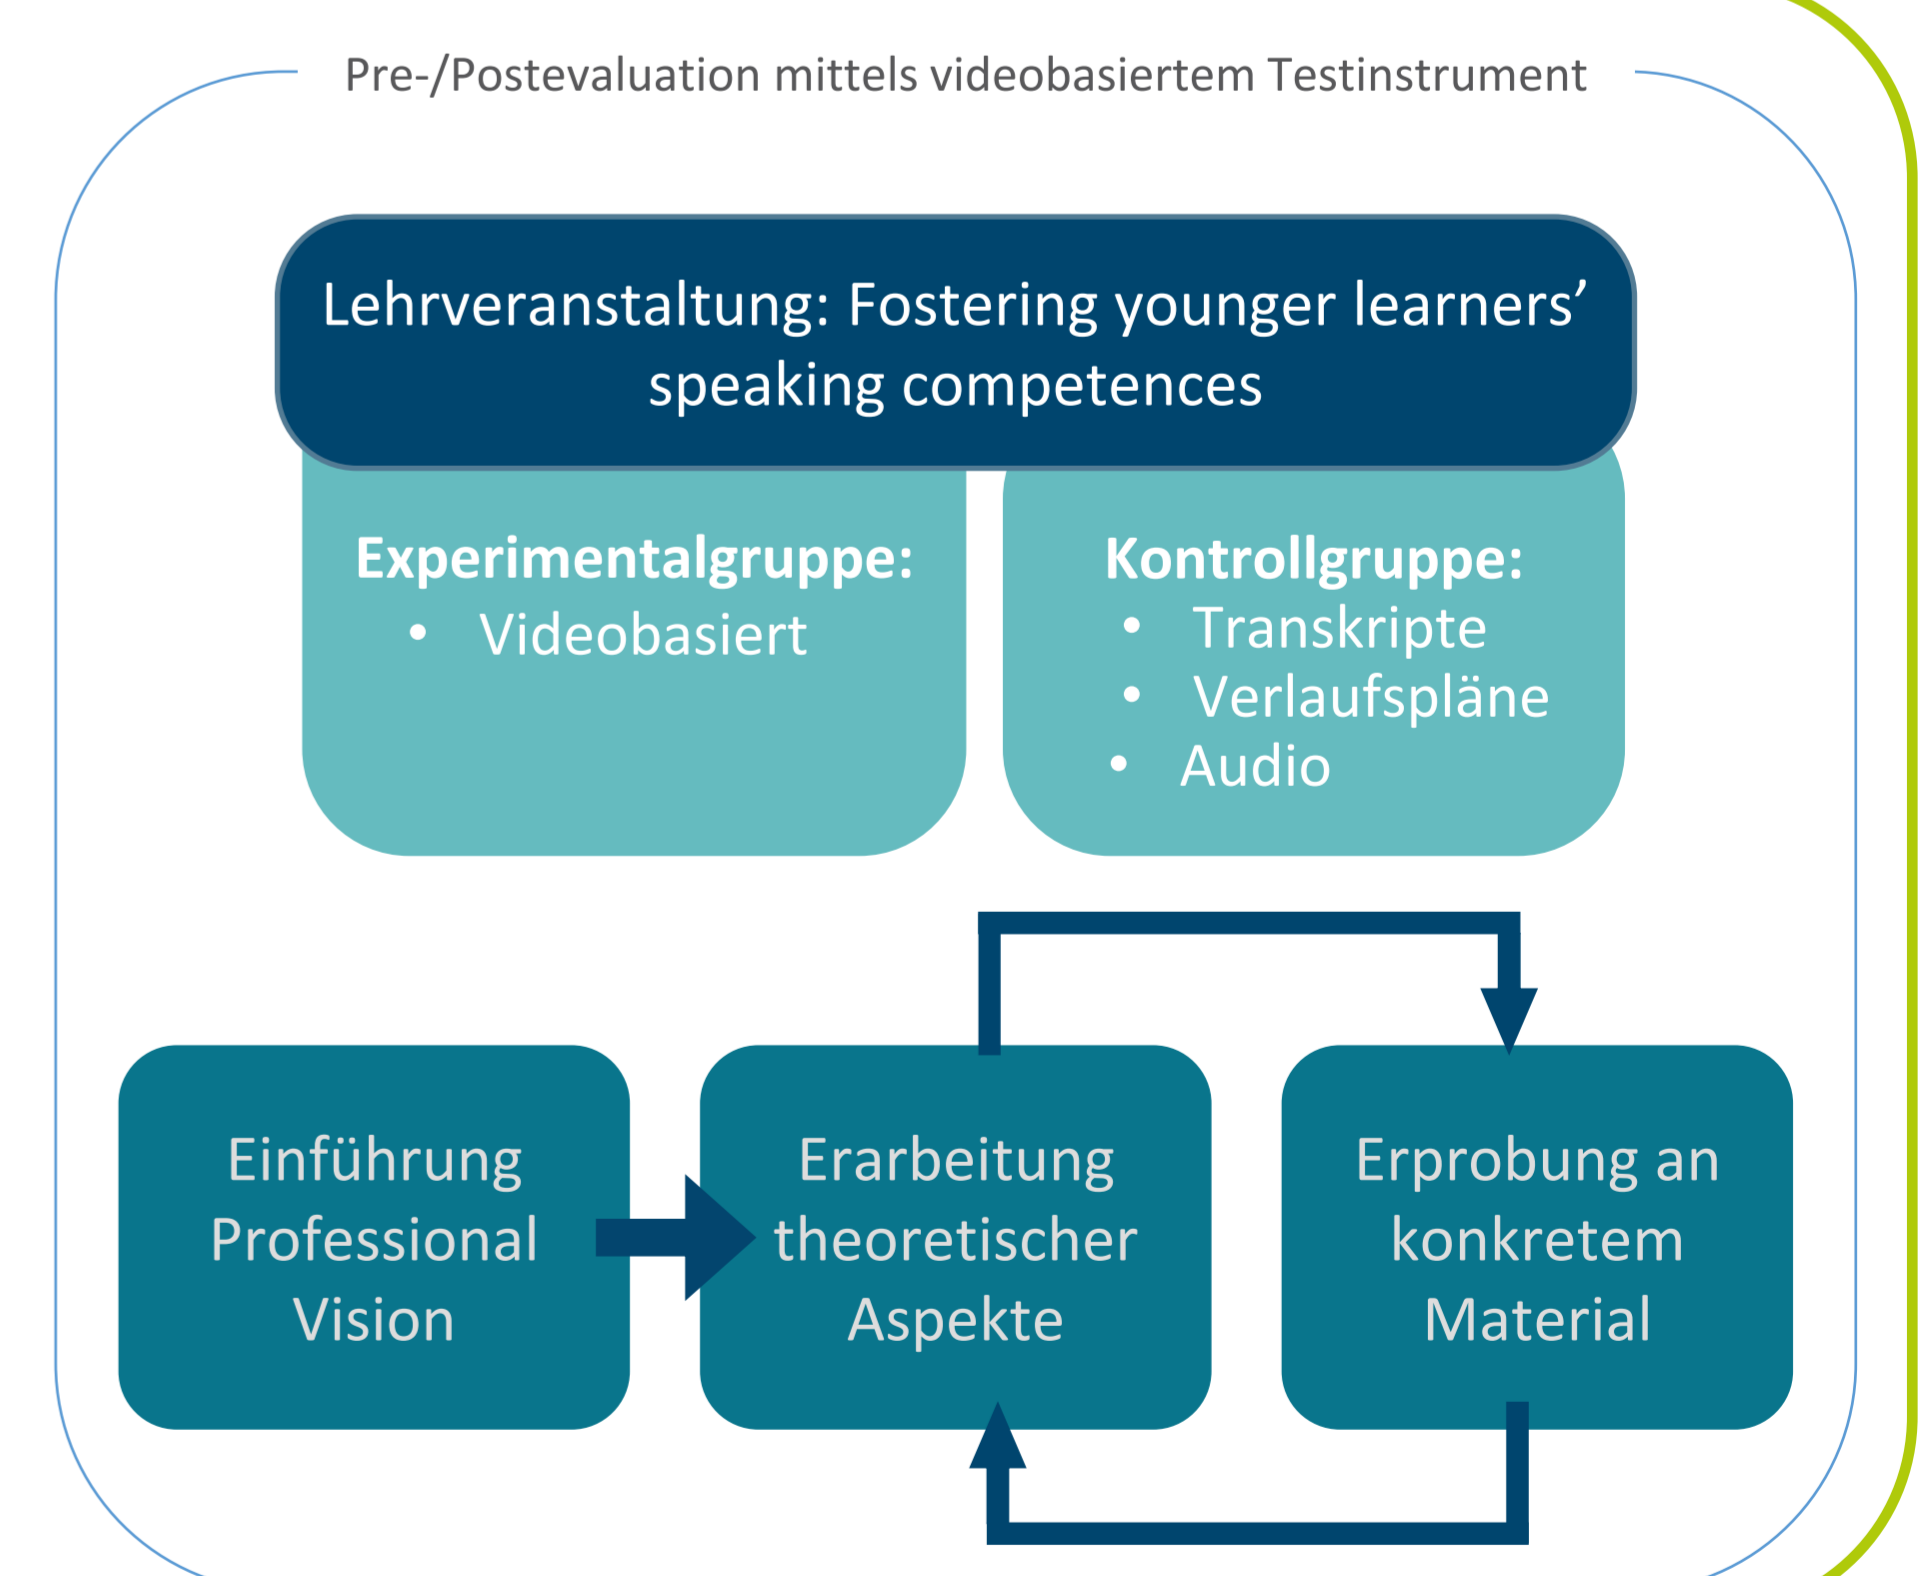 Pre-/Postevaluation mittels videobasiertem Testinstrument
Lehrveranstaltung: Fostering younger learners’
speaking competences
Experimentalgruppe:
• Videobasiert
Kontrollgruppe:
• Transkripte
• Verlaufspläne
• Audio
Einführung
Professional
Vision
Erarbeitung
theoretischer
Aspekte
Erprobung an
konkretem
Material